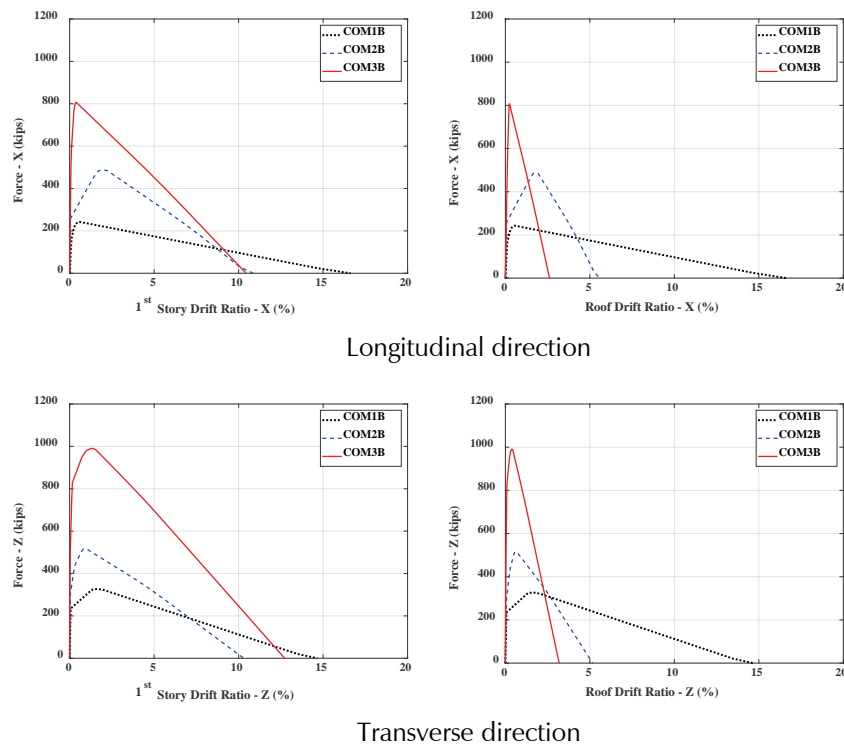 1200
1000
800
600
400
200
0
Force - X (kips)
COM1B
COM2B
COM3B
0 5 10 15 20
1st Story Drift Ratio - X (%)
1200
1000
800
600
400
200
0
Force - X (kips)
COM1B
COM2B
COM3B
0 5 10 15 20
Roof Drift Ratio - X (%)
Longitudinal direction
1200
1000
800
600
400
200
0
Force - Z (kips)
COM1B
COM2B
COM3B
0 5 10 15 20
1st Story Drift Ratio - Z (%)
1200
1000
800
600
400
200
0
Force - Z (kips)
COM1B
COM2B
COM3B
0 5 10 15 20
Roof Drift Ratio - Z (%)
Transverse direction